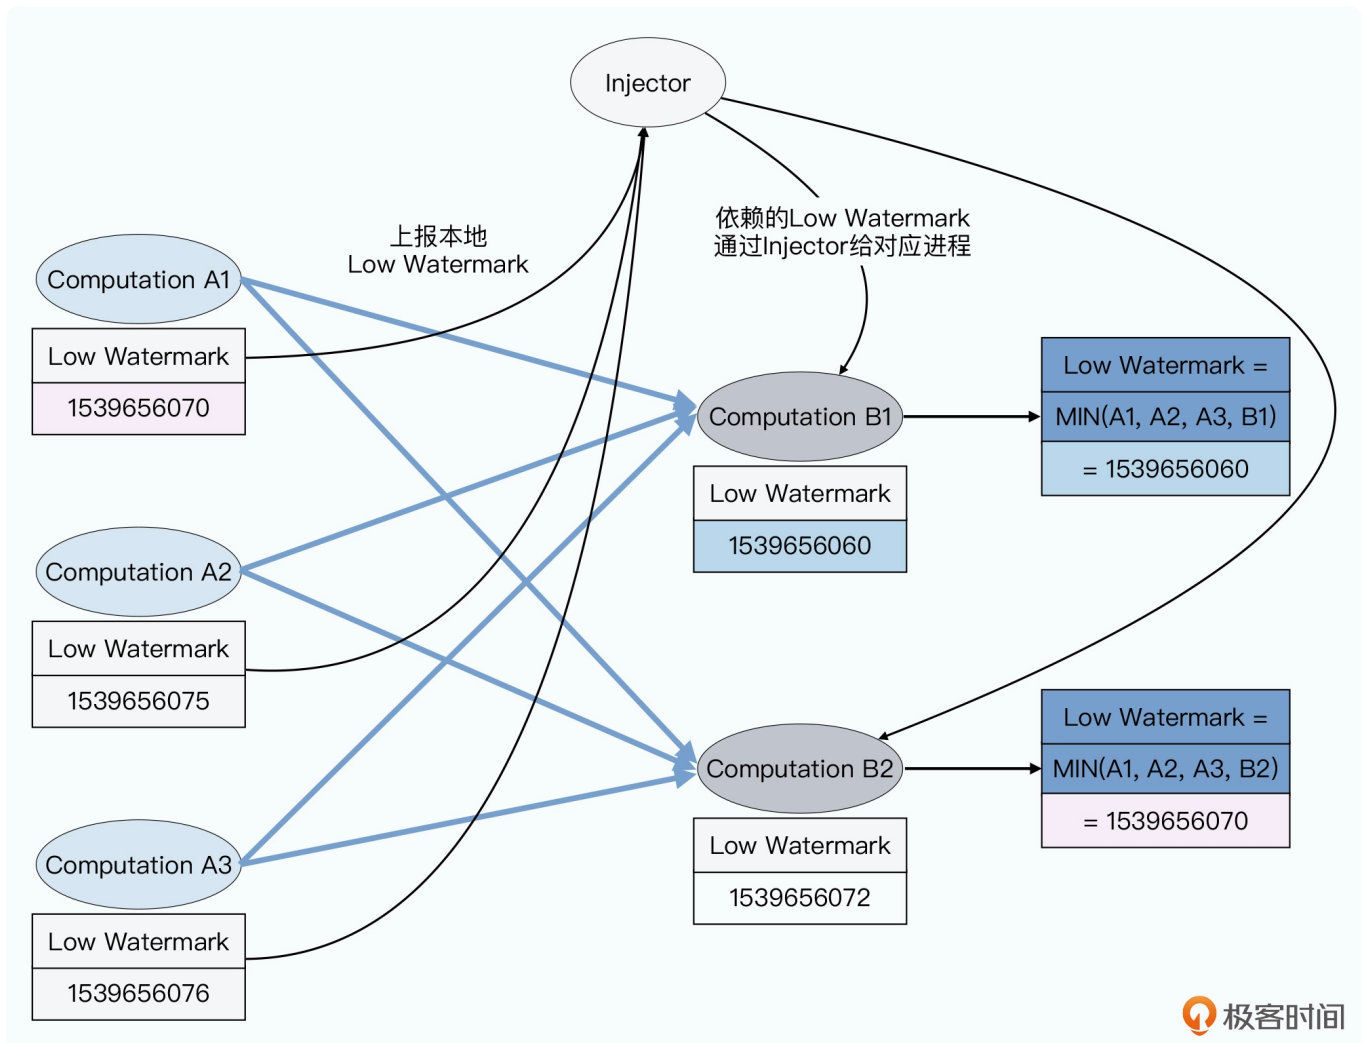 Injector
上报本地
Low Watermark
依赖的Low Watermark
通过Injector给对应进程
Computation A1
Low Watermark
1539656070
Computation A2
Low Watermark
1539656075
Computation A3
Low Watermark
1539656076
Computation B1
Low Watermark
1539656060
Low Watermark =
MIN(A1, A2, A3, B1)
= 1539656060
Computation B2
Low Watermark
1539656072
Low Watermark =
MIN(A1, A2, A3, B2)
= 1539656070
极客时间